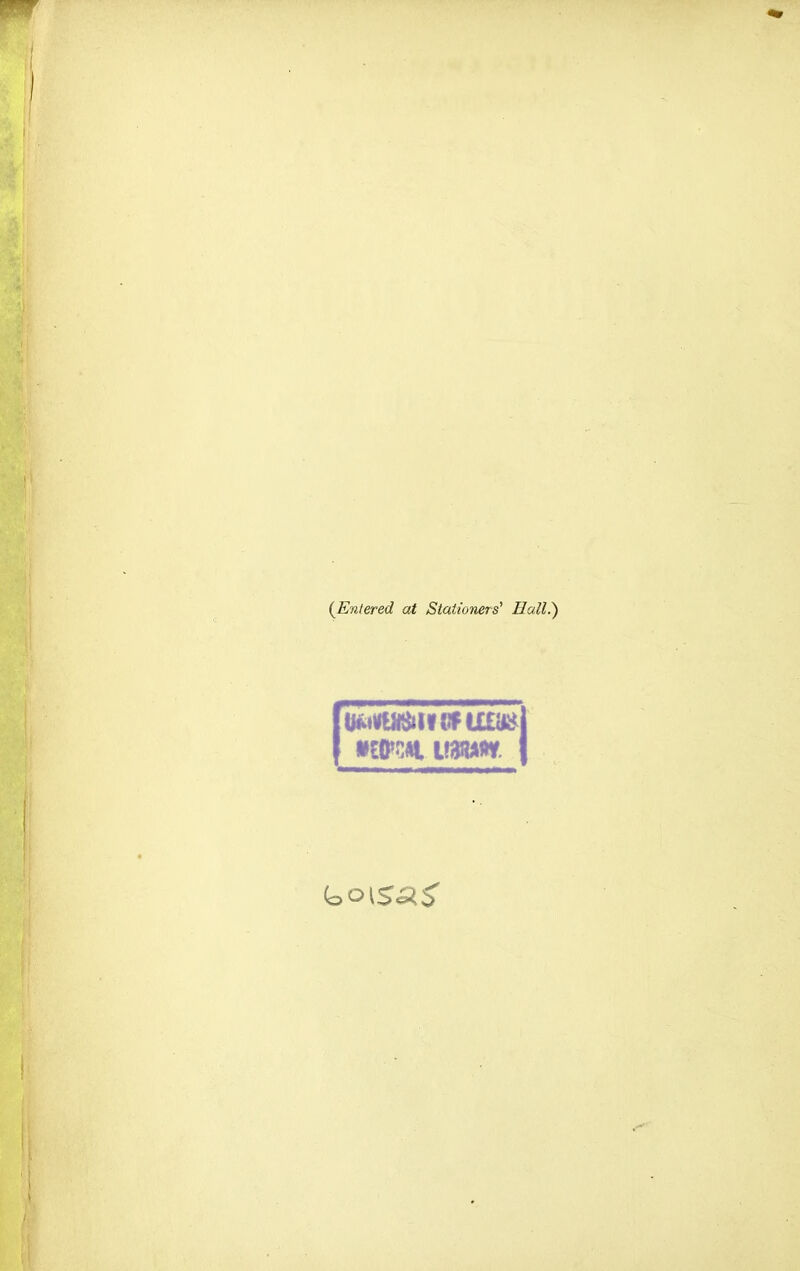 (Entered at Stationers' Hall.)
UNIVERSITY OF LEEDS
MEDICAL LIBRARY.
601525